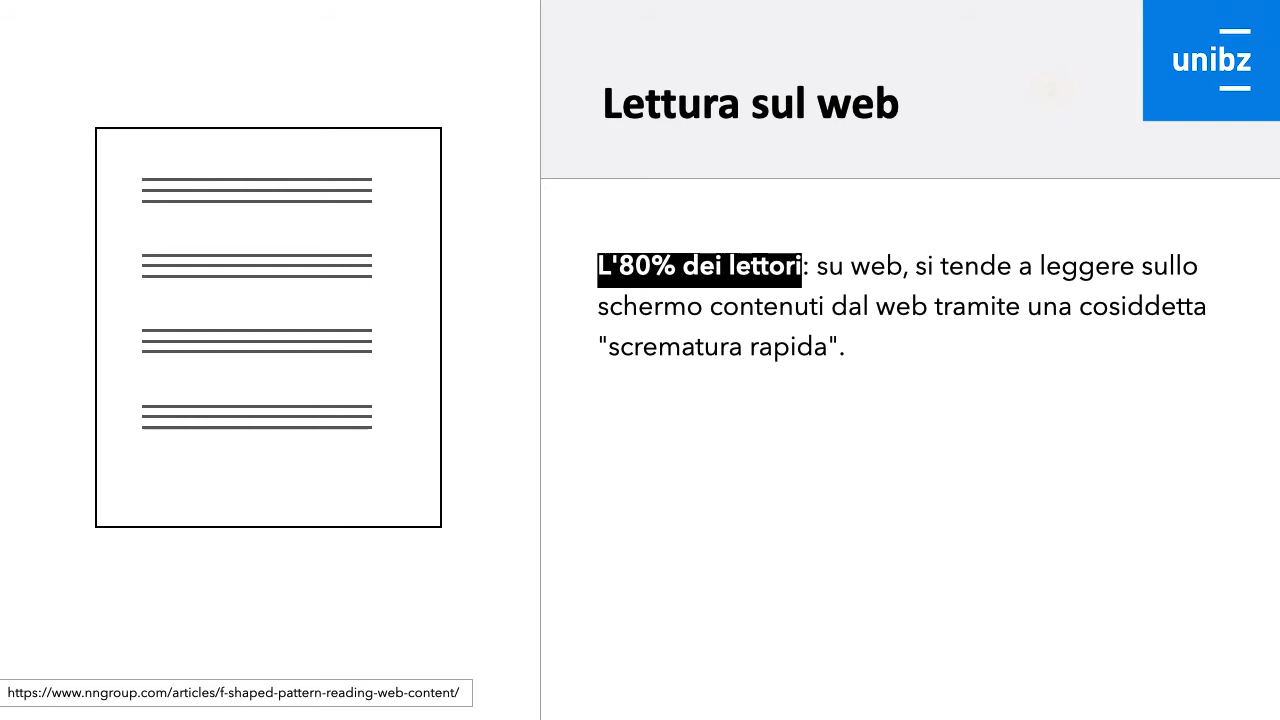 unibz
Lettura sul web
L'80% dei lettori: su web, si tende a leggere sullo
schermo contenuti dal web tramite una cosiddetta
"scrematura rapida".
https://www.nngroup.com/articles/f-shaped-pattern-reading-web-content/